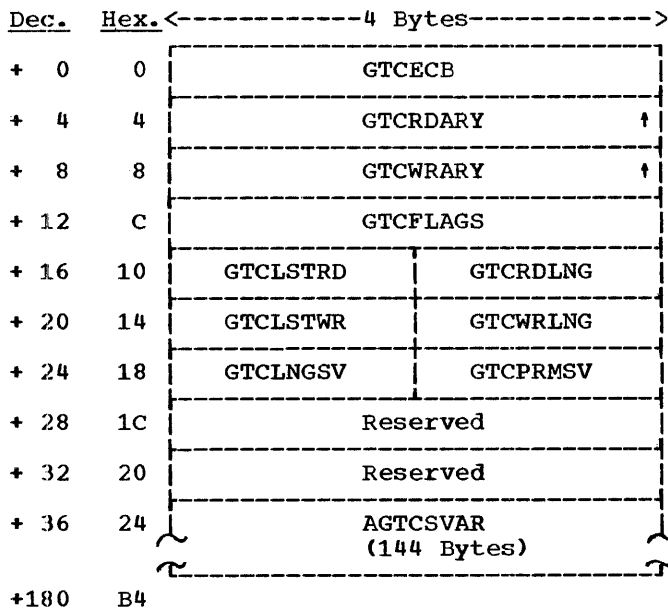 Dec. Hex. <------------4 Bytes------------>
+ 0 0 GTCECB
+ 4 4 GTCRDARY ↑
+ 8 8 GTCWRARY ↑
+ 12 C GTCFLAGS
+ 16 10 GTCLSTRD GTCRDLNG
+ 20 14 GTCLSTWR GTCWRLNG
+ 24 18 GTCLNGSV GTCPRMSV
+ 28 1C Reserved
+ 32 20 Reserved
+ 36 24 AGTCSVAR
(144 Bytes)
+180 B4